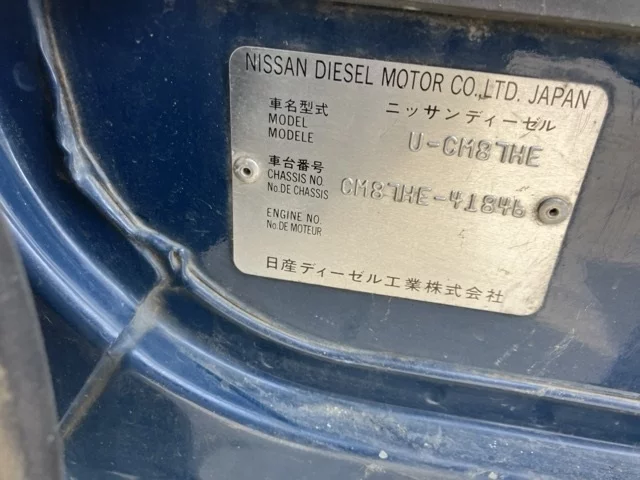 NISSAN DIESEL MOTOR CO.,LTD. JAPAN
車名型式 ニッサンディーゼル
MODEL
MODELE U-CM87HE
車台番号
CHASSIS NO. CM87HE-41846
No.DE CHASSIS
ENGINE NO.
No.DE MOTEUR
日産ディーゼル工業株式会社